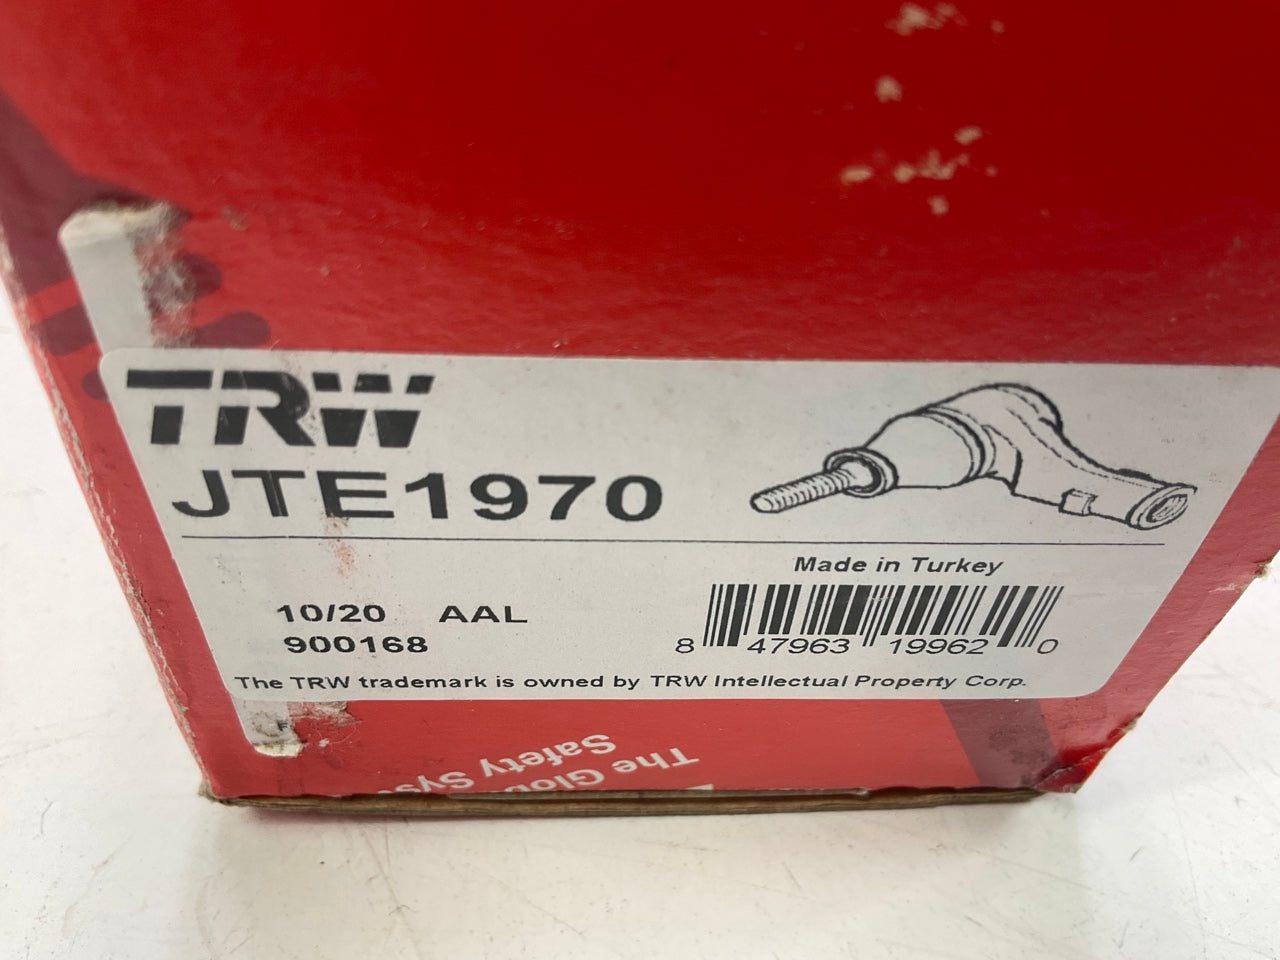 TRW
JTE1970
Made in Turkey
10/20 AAL
900168
8 47963 19962 0
The TRW trademark is owned by TRW Intellectual Property Corp.
The
Safety